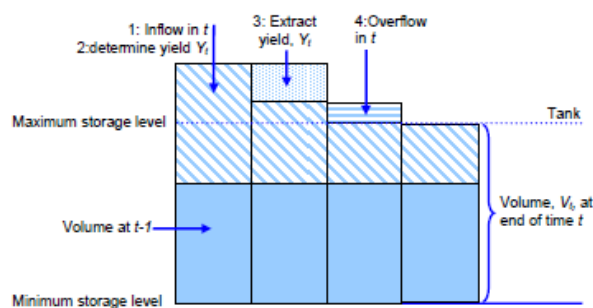 1: Inflow in t
2:determine yield Yt
3: Extract
yield, Yt
4:Overflow
in t
Maximum storage level
Tank
Volume at t-1
Volume, Vt, at
end of time t
Minimum storage level